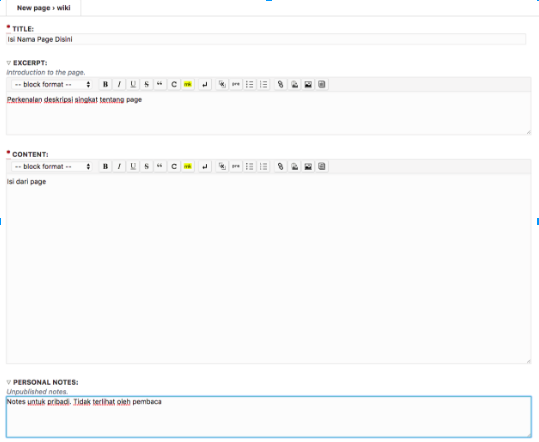 New page › wiki
* TITLE:
Isi Nama Page Disini
▽ EXCERPT:
Introduction to the page.
-- block format -- B I U S “ C mk pre
Perkenalan deskripsi singkat tentang page
* CONTENT:
-- block format -- B I U S “ C mk pre
Isi dari page
▽ PERSONAL NOTES:
Unpublished notes.
Notes untuk pribadi. Tidak terlihat oleh pembaca